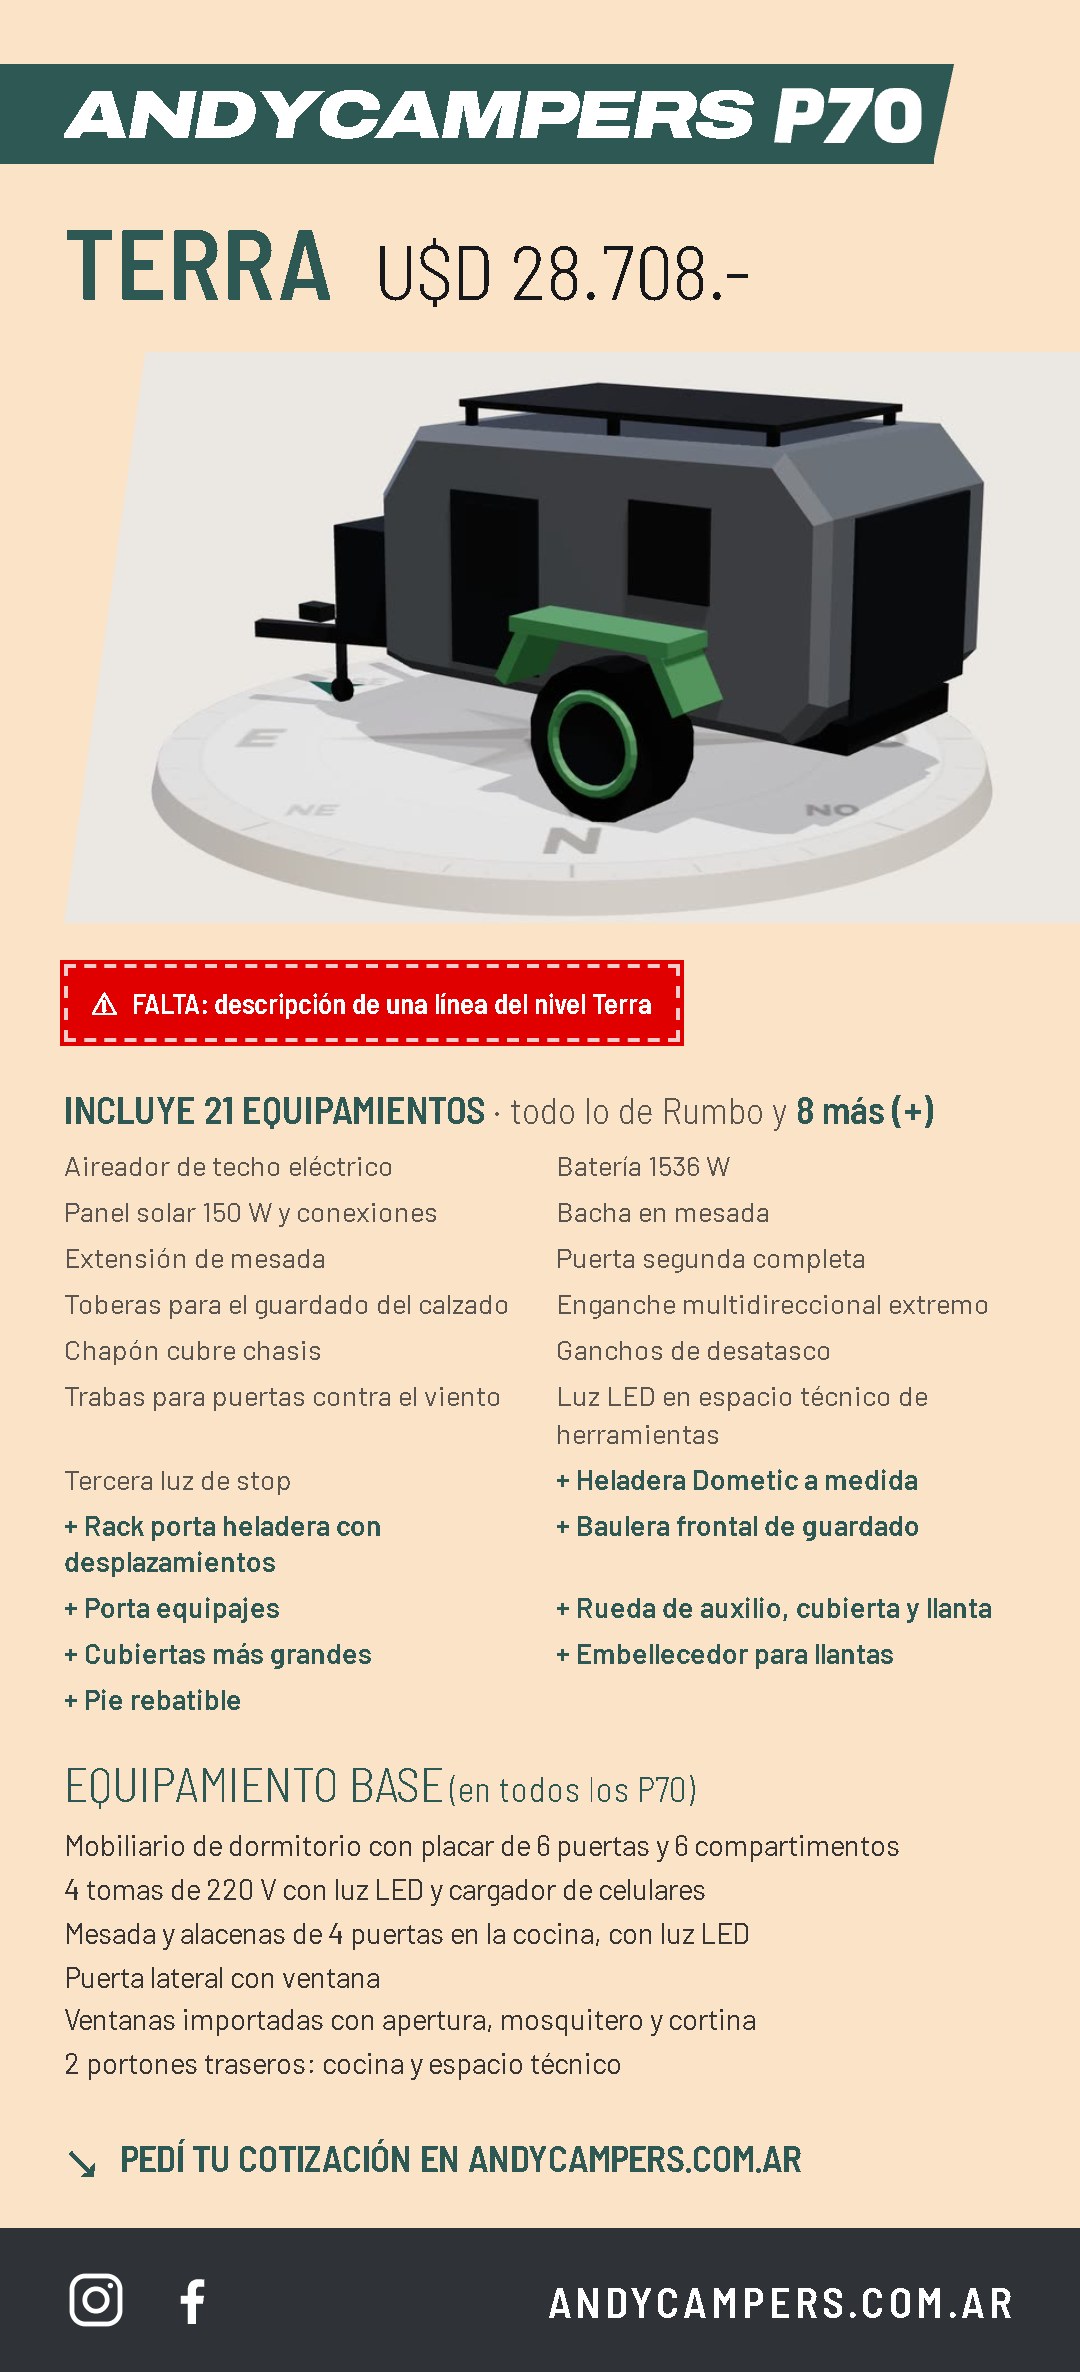 ANDYCAMPERS P70
TERRA U$D 28.708.-
E
NE
N
NO
⚠ FALTA: descripción de una línea del nivel Terra
INCLUYE 21 EQUIPAMIENTOS · todo lo de Rumbo y 8 más (+)
Aireador de techo eléctrico
Batería 1536 W
Panel solar 150 W y conexiones
Bacha en mesada
Extensión de mesada
Puerta segunda completa
Toberas para el guardado del calzado
Enganche multidireccional extremo
Chapón cubre chasis
Ganchos de desatasco
Trabas para puertas contra el viento
Luz LED en espacio técnico de
herramientas
Tercera luz de stop
+ Heladera Dometic a medida
+ Rack porta heladera con
desplazamientos
+ Baulera frontal de guardado
+ Porta equipajes
+ Rueda de auxilio, cubierta y llanta
+ Cubiertas más grandes
+ Embellecedor para llantas
+ Pie rebatible
EQUIPAMIENTO BASE (en todos los P70)
Mobiliario de dormitorio con placar de 6 puertas y 6 compartimentos
4 tomas de 220 V con luz LED y cargador de celulares
Mesada y alacenas de 4 puertas en la cocina, con luz LED
Puerta lateral con ventana
Ventanas importadas con apertura, mosquitero y cortina
2 portones traseros: cocina y espacio técnico
↘ PEDÍ TU COTIZACIÓN EN ANDYCAMPERS.COM.AR
ANDYCAMPERS.COM.AR